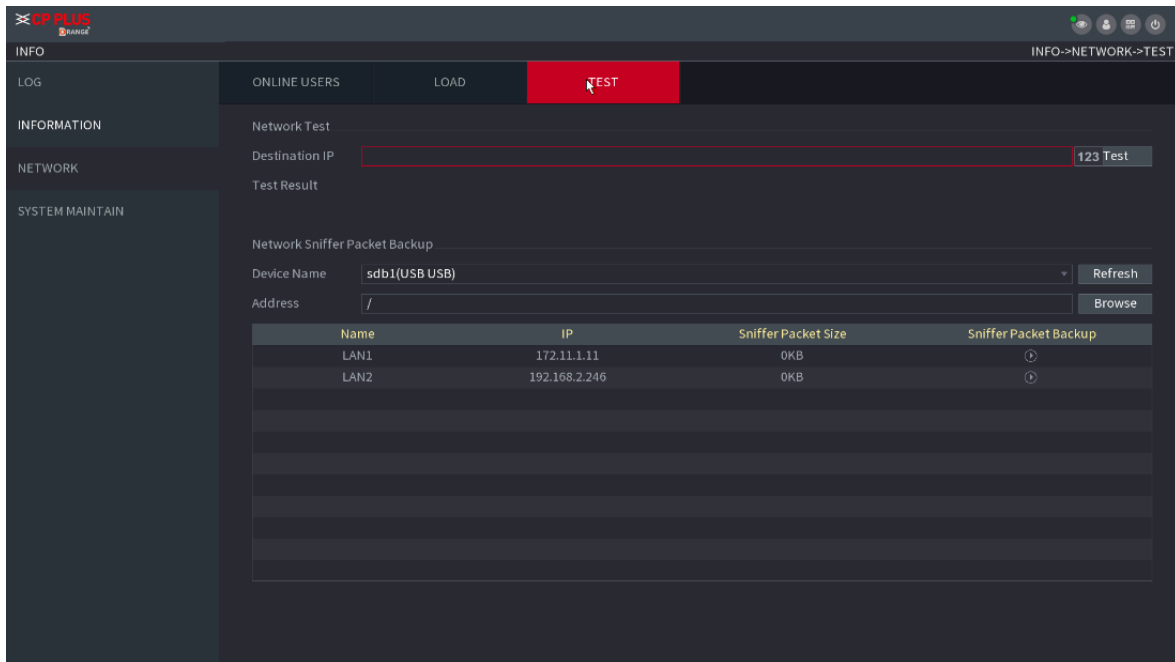 CP PLUS
ORANGE
INFO
INFO->NETWORK->TEST
LOG
INFORMATION
NETWORK
SYSTEM MAINTAIN
ONLINE USERS LOAD TEST
Network Test
Destination IP 123 Test
Test Result
Network Sniffer Packet Backup
Device Name sdb1(USB USB) Refresh
Address / Browse
Name IP Sniffer Packet Size Sniffer Packet Backup
LAN1 172.11.1.11 0KB
LAN2 192.168.2.246 0KB